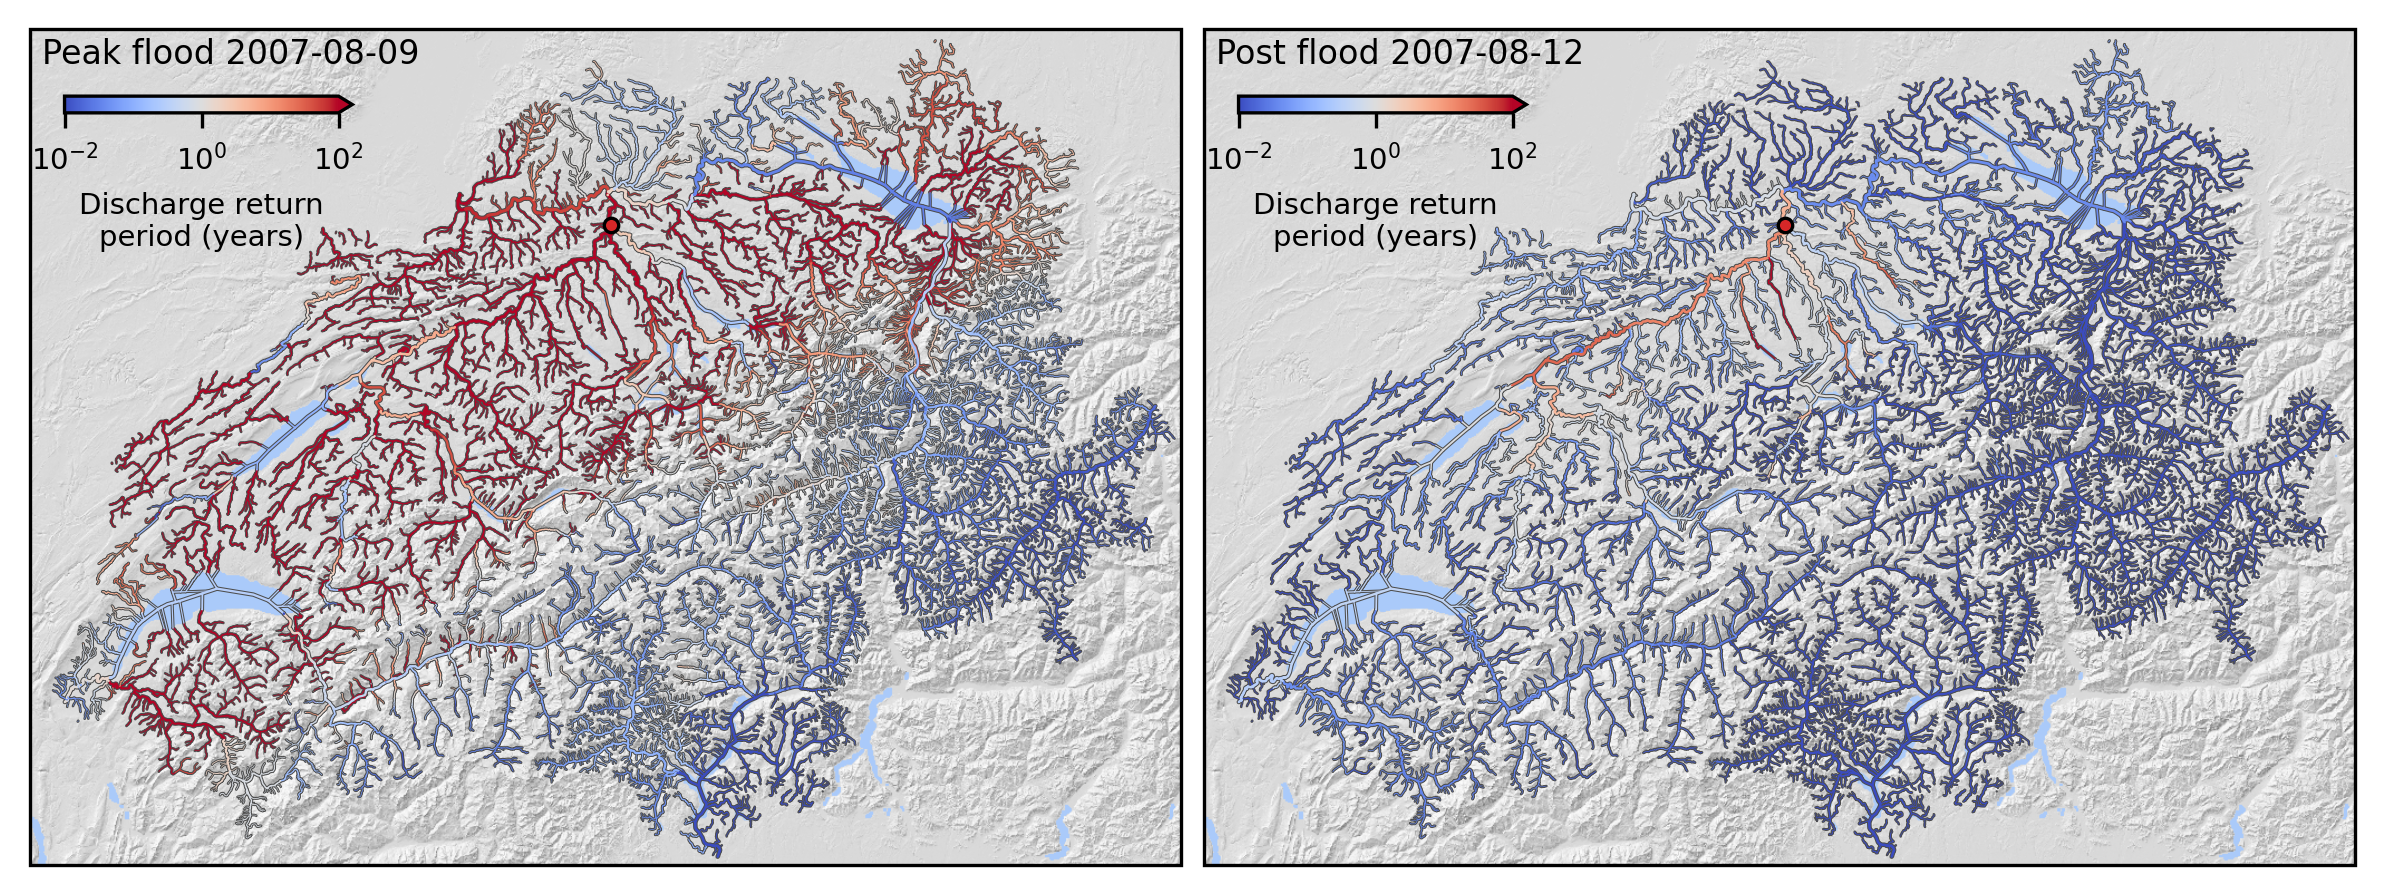 Peak flood 2007-08-09
10⁻² 10⁰ 10²
Discharge return
period (years)
Post flood 2007-08-12
10⁻² 10⁰ 10²
Discharge return
period (years)